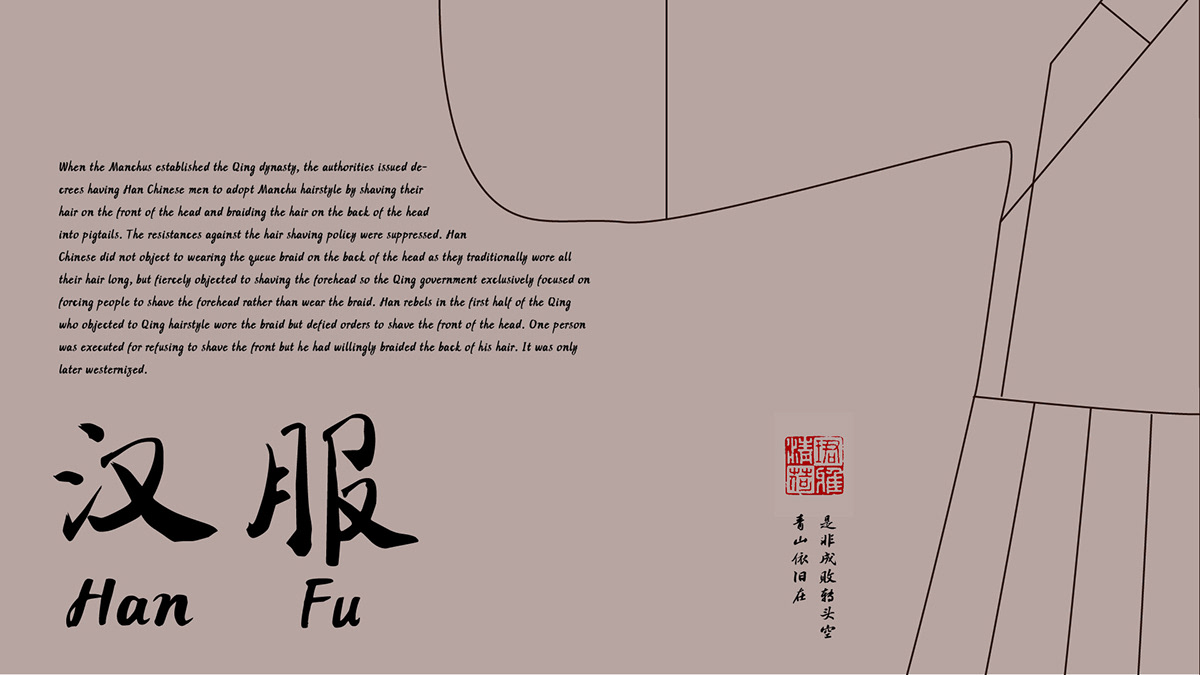 When the Manchus established the Qing dynasty, the authorities issued de-
crees having Han Chinese men to adopt Manchu hairstyle by shaving their
hair on the front of the head and braiding the hair on the back of the head
into pigtails. The resistances against the hair shaving policy were suppressed. Han
Chinese did not object to wearing the queue braid on the back of the head as they traditionally wore all
their hair long, but fiercely objected to shaving the forehead so the Qing government exclusively focused on
forcing people to shave the forehead rather than wear the braid. Han rebels in the first half of the Qing
who objected to Qing hairstyle wore the braid but defied orders to shave the front of the head. One person
was executed for refusing to shave the front but he had willingly braided the back of his hair. It was only
later westernized.
汉服
Han Fu
是非成败转头空
青山依旧在